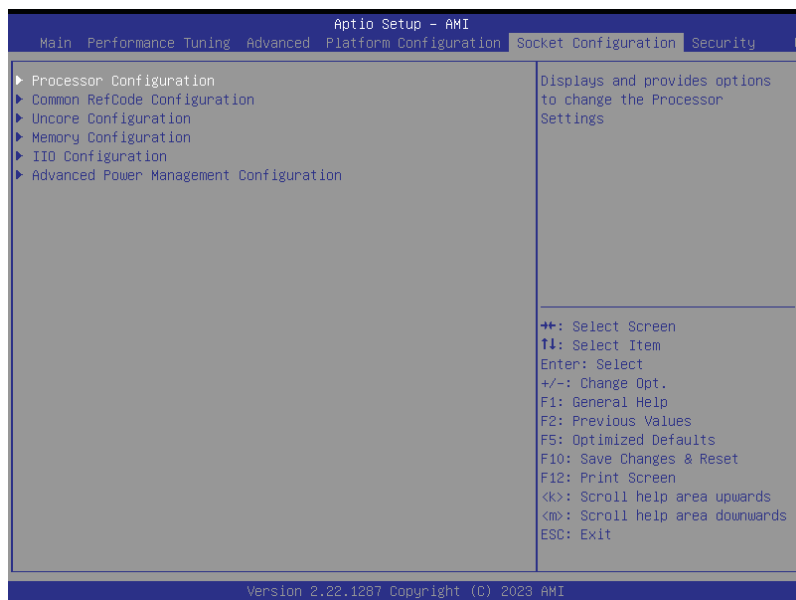 Aptio Setup - AMI
Main Performance Tuning Advanced Platform Configuration Socket Configuration Security
Processor Configuration
Common RefCode Configuration
Uncore Configuration
Memory Configuration
IIO Configuration
Advanced Power Management Configuration
Displays and provides options
to change the Processor
Settings
→←: Select Screen
↑↓: Select Item
Enter: Select
+/-: Change Opt.
F1: General Help
F2: Previous Values
F5: Optimized Defaults
F10: Save Changes & Reset
F12: Print Screen
<k>: Scroll help area upwards
<m>: Scroll help area downwards
ESC: Exit
Version 2.22.1287 Copyright (C) 2023 AMI